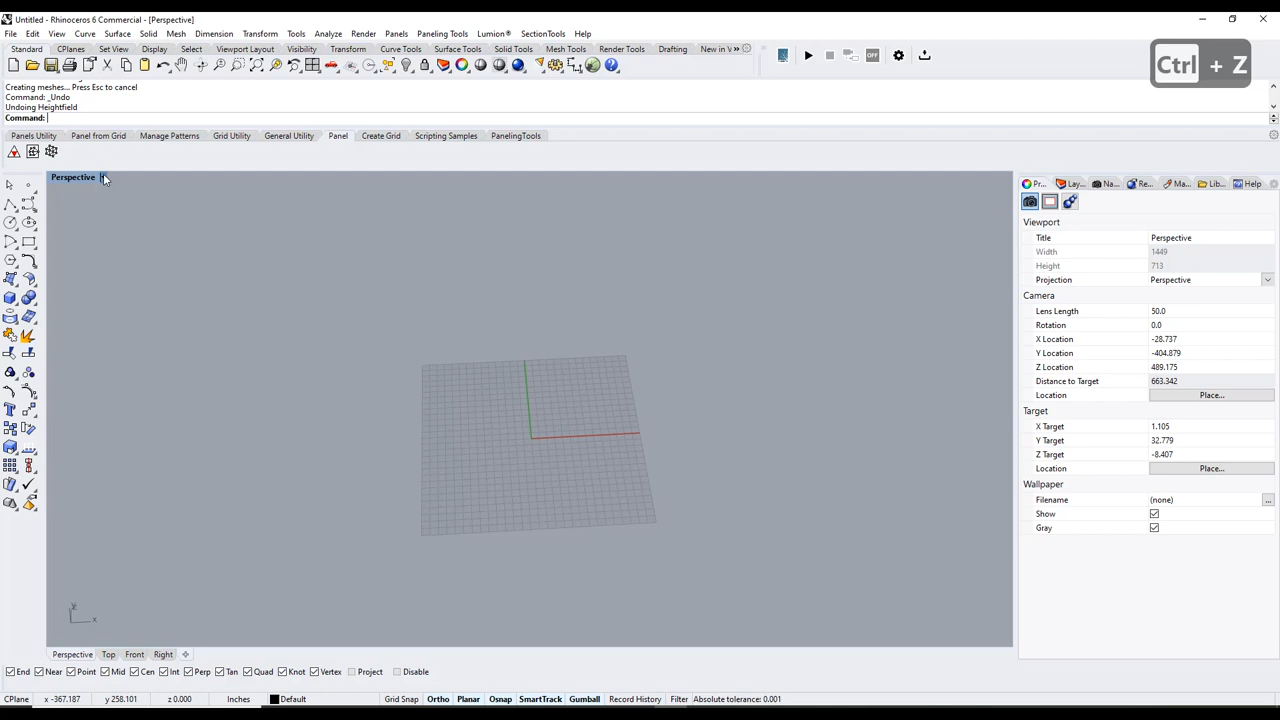 Untitled - Rhinoceros 6 Commercial - [Perspective]
File Edit View Curve Surface Solid Mesh Dimension Transform Tools Analyze Render Panels Paneling Tools Lumion® SectionTools Help
Standard CPlanes Set View Display Select Viewport Layout Visibility Transform Curve Tools Surface Tools Solid Tools Mesh Tools Render Tools Drafting New in V »
OFF
Ctrl + Z
Creating meshes... Press Esc to cancel
Command: _Undo
Undoing Heightfield
Command:
Panels Utility Panel from Grid Manage Patterns Grid Utility General Utility Panel Create Grid Scripting Samples PanelingTools
Perspective
Pr... Lay... Na... Re... Ma... Lib... Help
Viewport
Title Perspective
Width 1449
Height 713
Projection Perspective
Camera
Lens Length 50.0
Rotation 0.0
X Location -28.737
Y Location -404.879
Z Location 489.175
Distance to Target 663.342
Location Place...
Target
X Target 1.105
Y Target 32.779
Z Target -8.407
Location Place...
Wallpaper
Filename (none) ...
Show
Gray
x
Perspective Top Front Right
End Near Point Mid Cen Int Perp Tan Quad Knot Vertex Project Disable
CPlane x -367.187 y 258.101 z 0.000 Inches Default Grid Snap Ortho Planar Osnap SmartTrack Gumball Record History Filter Absolute tolerance: 0.001